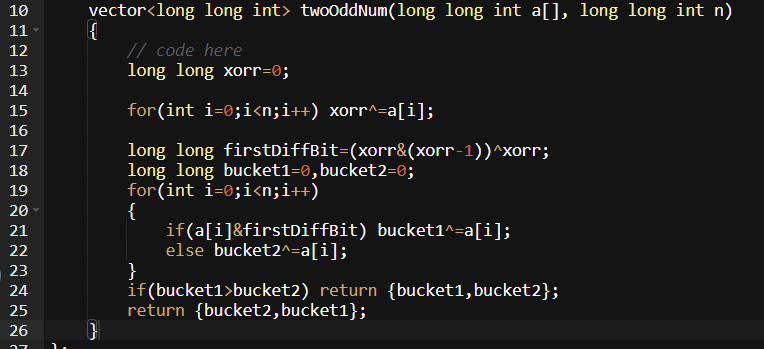 10 vector<long long int> twoOddNum(long long int a[], long long int n)
11 {
12 // code here
13 long long xorr=0;
14
15 for(int i=0;i<n;i++) xorr^=a[i];
16
17 long long firstDiffBit=(xorr&(xorr-1))^xorr;
18 long long bucket1=0,bucket2=0;
19 for(int i=0;i<n;i++)
20 {
21 if(a[i]&firstDiffBit) bucket1^=a[i];
22 else bucket2^=a[i];
23 }
24 if(bucket1>bucket2) return {bucket1,bucket2};
25 return {bucket2,bucket1};
26 }